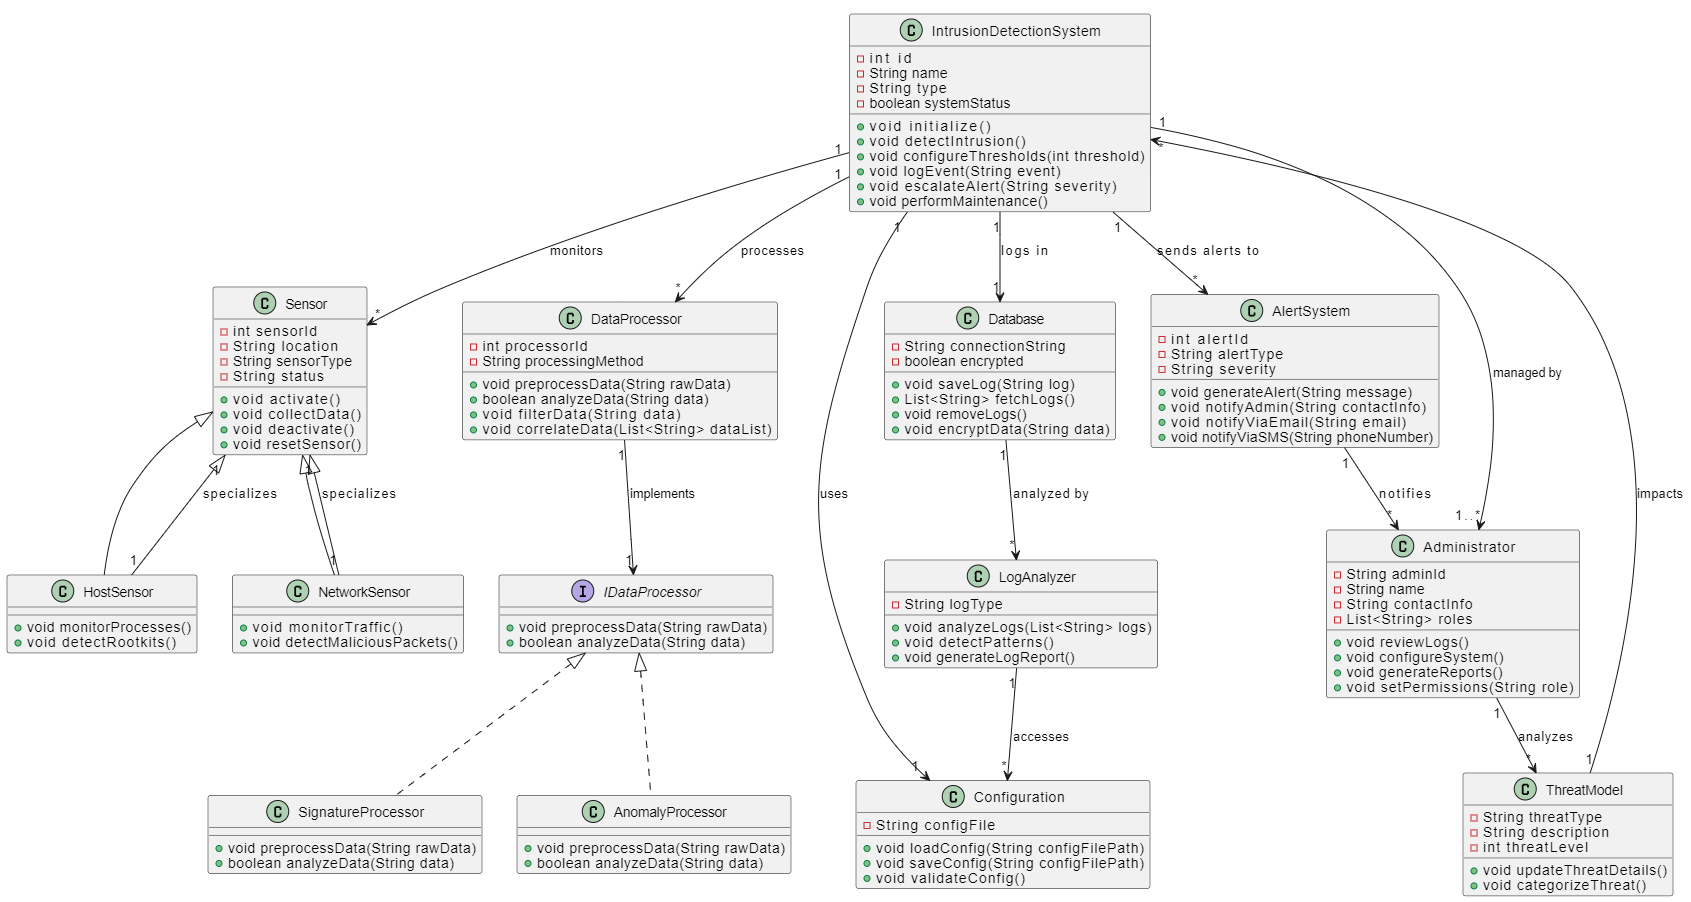 C IntrusionDetectionSystem
int id
String name
String type
boolean systemStatus
void initialize()
void detectIntrusion()
void configureThresholds(int threshold)
void logEvent(String event)
void escalateAlert(String severity)
void performMaintenance()
1
1
1
1
1
1
*
monitors
processes
logs in
sends alerts to
managed by
*
*
1
*
C Sensor
int sensorId
String location
String sensorType
String status
void activate()
void collectData()
void deactivate()
void resetSensor()
C DataProcessor
int processorId
String processingMethod
void preprocessData(String rawData)
boolean analyzeData(String data)
void filterData(String data)
void correlateData(List<String> dataList)
C Database
String connectionString
boolean encrypted
void saveLog(String log)
List<String> fetchLogs()
void removeLogs()
void encryptData(String data)
C AlertSystem
int alertId
String alertType
String severity
void generateAlert(String message)
void notifyAdmin(String contactInfo)
void notifyViaEmail(String email)
void notifyViaSMS(String phoneNumber)
1
1
1
1
1
specializes
specializes
implements
uses
analyzed by
notifies
impacts
1
1
1
*
*
1..*
C HostSensor
void monitorProcesses()
void detectRootkits()
C NetworkSensor
void monitorTraffic()
void detectMaliciousPackets()
I IDataProcessor
void preprocessData(String rawData)
boolean analyzeData(String data)
C LogAnalyzer
String logType
void analyzeLogs(List<String> logs)
void detectPatterns()
void generateLogReport()
C Administrator
String adminId
String name
String contactInfo
List<String> roles
void reviewLogs()
void configureSystem()
void generateReports()
void setPermissions(String role)
1
1
accesses
analyzes
1
*
*
1
C SignatureProcessor
void preprocessData(String rawData)
boolean analyzeData(String data)
C AnomalyProcessor
void preprocessData(String rawData)
boolean analyzeData(String data)
C Configuration
String configFile
void loadConfig(String configFilePath)
void saveConfig(String configFilePath)
void validateConfig()
C ThreatModel
String threatType
String description
int threatLevel
void updateThreatDetails()
void categorizeThreat()